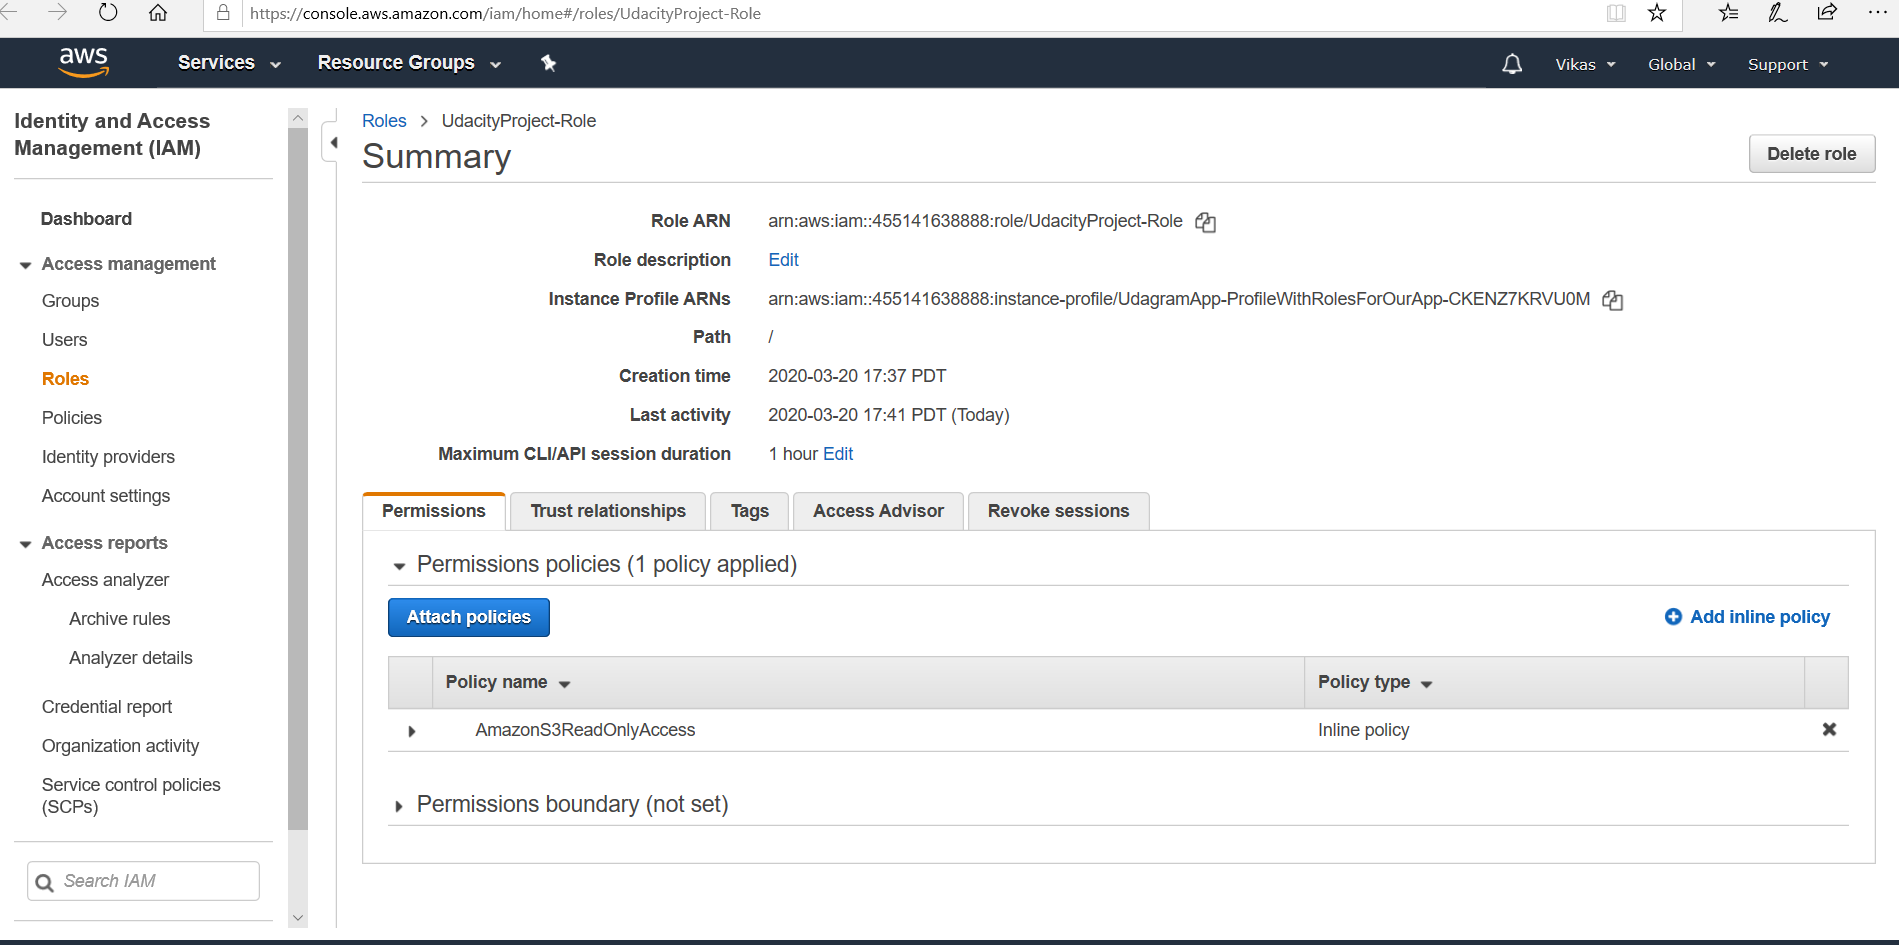 https://console.aws.amazon.com/iam/home#/roles/UdacityProject-Role
aws
Services
Resource Groups
Vikas
Global
Support
Identity and Access
Management (IAM)
Dashboard
Access management
Groups
Users
Roles
Policies
Identity providers
Account settings
Access reports
Access analyzer
Archive rules
Analyzer details
Credential report
Organization activity
Service control policies
(SCPs)
Search IAM
Roles > UdacityProject-Role
Summary
Delete role
Role ARN arn:aws:iam::455141638888:role/UdacityProject-Role
Role description Edit
Instance Profile ARNs arn:aws:iam::455141638888:instance-profile/UdagramApp-ProfileWithRolesForOurApp-CKENZ7KRVU0M
Path /
Creation time 2020-03-20 17:37 PDT
Last activity 2020-03-20 17:41 PDT (Today)
Maximum CLI/API session duration 1 hour Edit
Permissions
Trust relationships
Tags
Access Advisor
Revoke sessions
Permissions policies (1 policy applied)
Attach policies
Add inline policy
Policy name Policy type
AmazonS3ReadOnlyAccess Inline policy
Permissions boundary (not set)